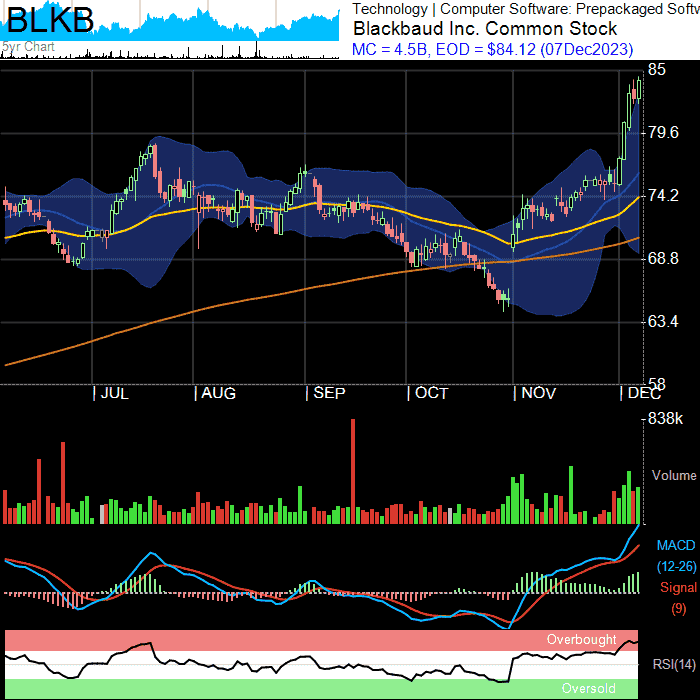 BLKB
5yr Chart
Technology | Computer Software: Prepackaged Softw
Blackbaud Inc. Common Stock
MC = 4.5B, EOD = $84.12 (07Dec2023)
85
79.6
74.2
68.8
63.4
58
JUL
AUG
SEP
OCT
NOV
DEC
838k
Volume
MACD
(12-26)
Signal
(9)
Overbought
RSI(14)
Oversold